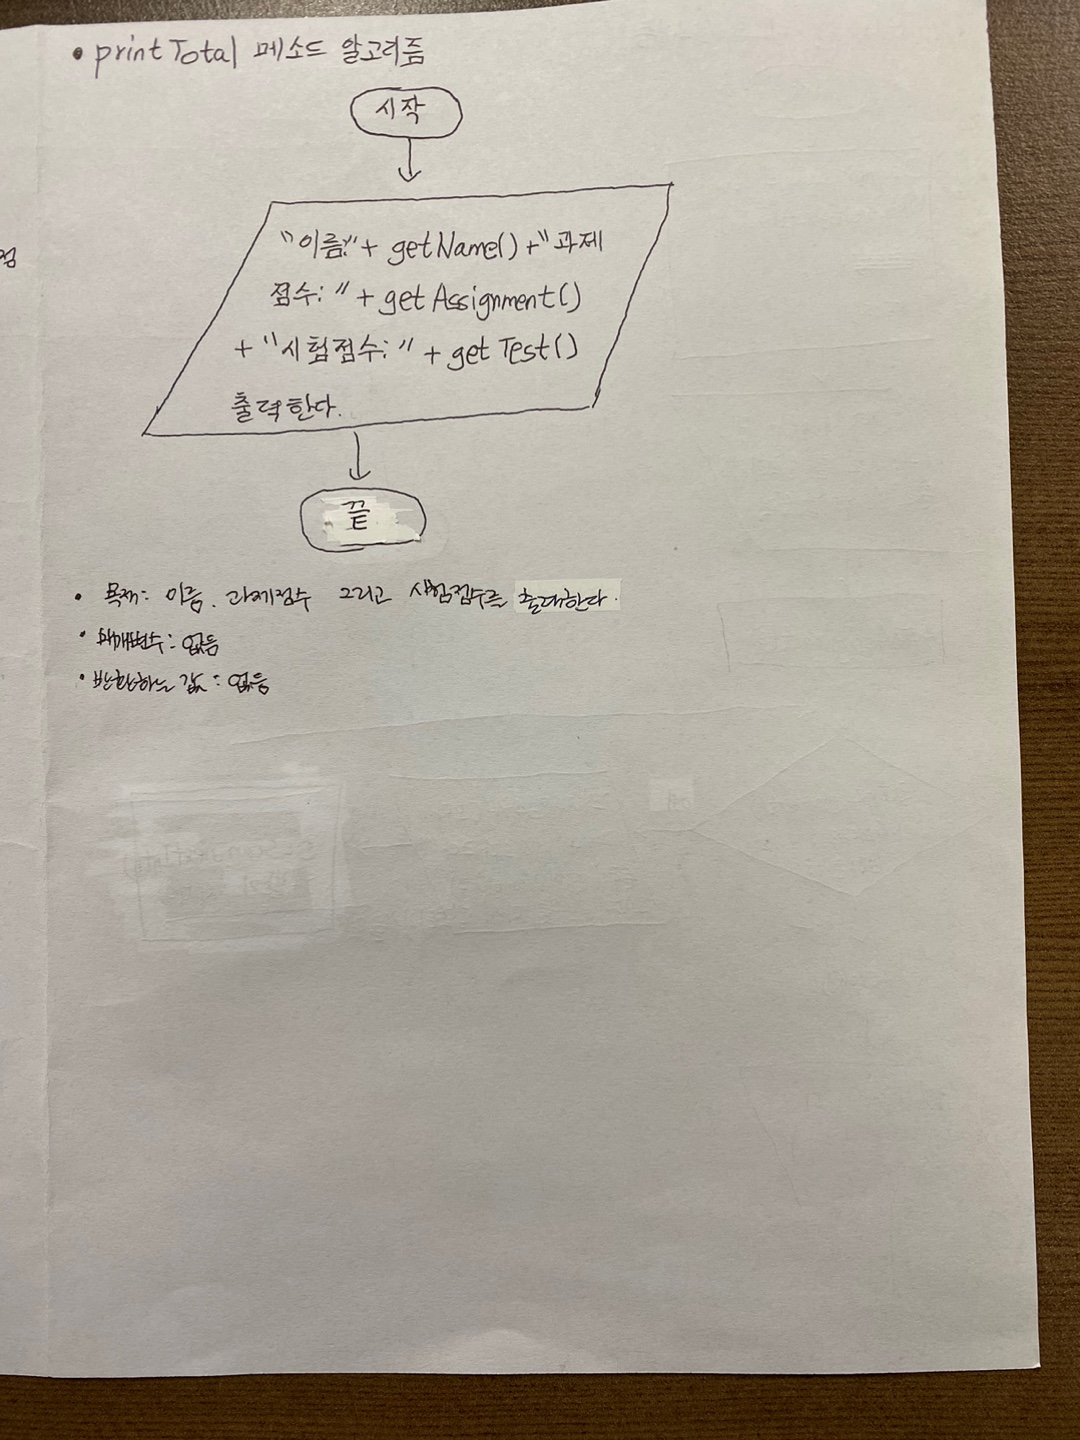 • printTotal 메소드 알고리즘
시작
"이름:" + getName() + "과제
점수: " + getAssignment()
+ "시험점수: " + getTest()
출력한다.
끝
• 목적: 이름, 과제점수 그리고 시험점수를 출력한다.
• 매개변수: 없음
• 반환하는 값: 없음
점